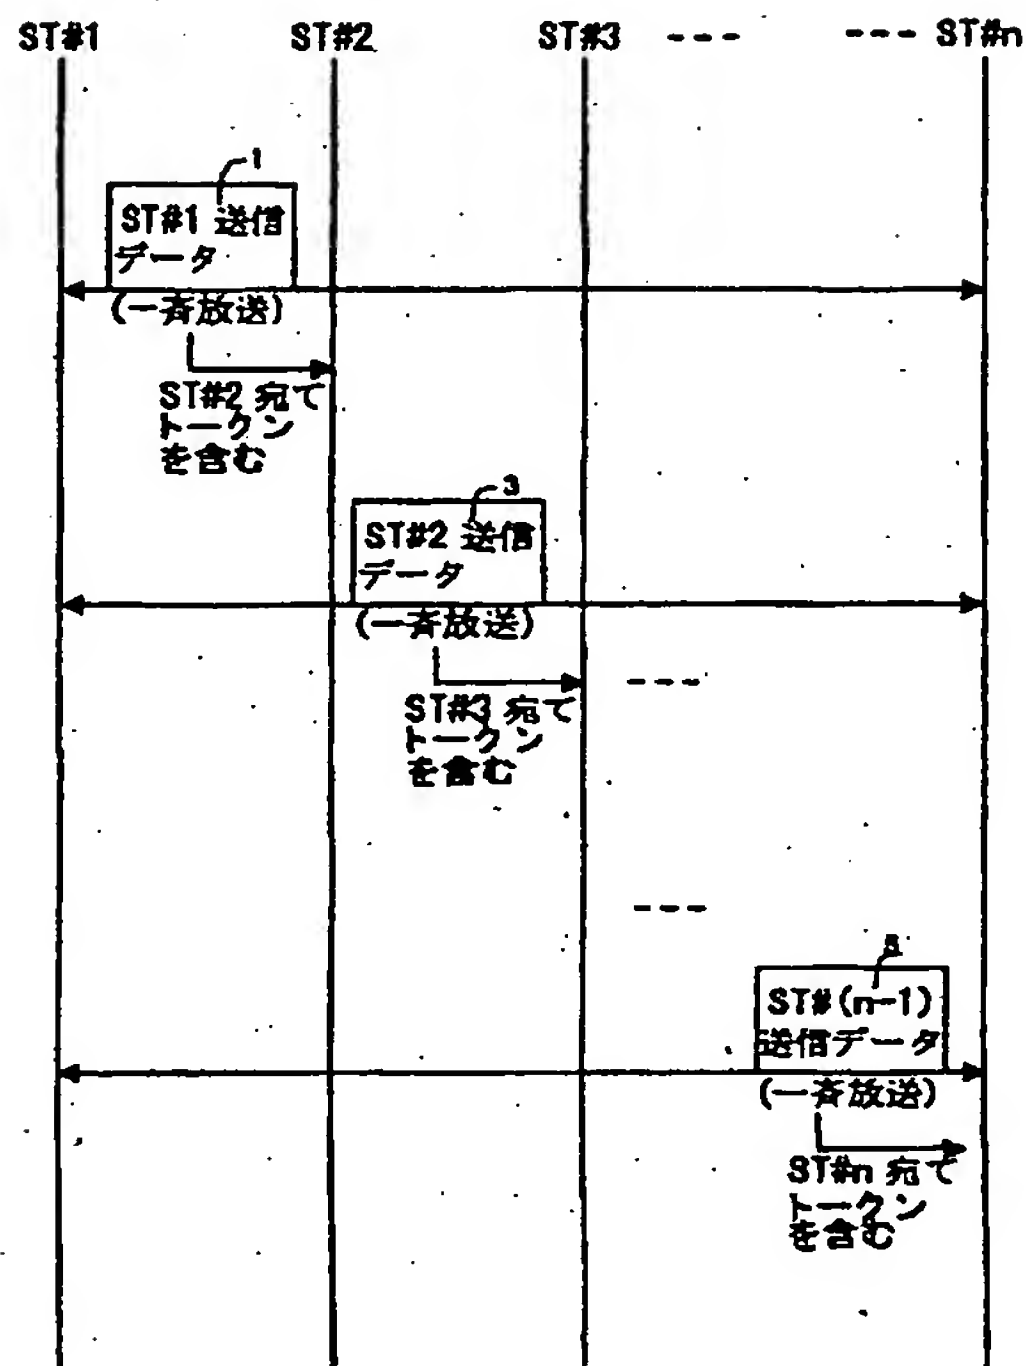 ST#1 ST#2 ST#3 --- --- ST#n
1
ST#1 送信
データ
(一斉放送)
ST#2 宛て
トークン
を含む
3
ST#2 送信
データ
(一斉放送)
ST#3 宛て
トークン
を含む
---
---
5
ST#(n-1)
送信データ
(一斉放送)
ST#n 宛て
トークン
を含む